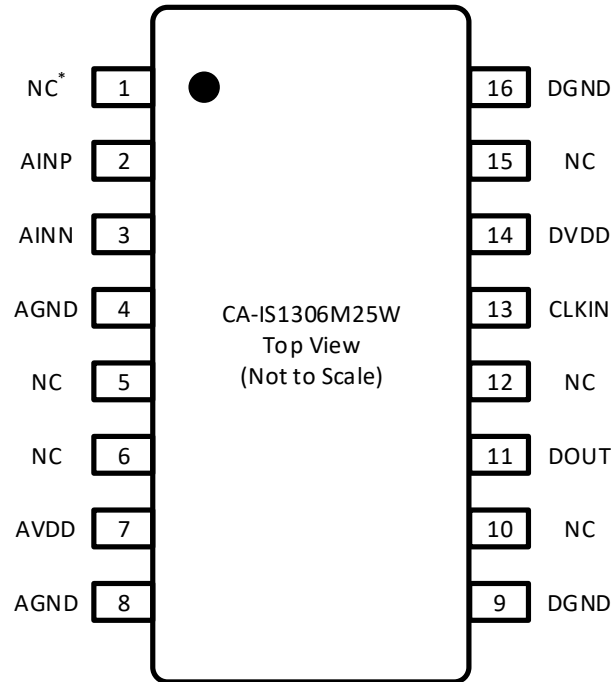 NC* 1 16 DGND
AINP 2 15 NC
AINN 3 14 DVDD
AGND 4 13 CLKIN
CA-IS1306M25W
Top View
(Not to Scale)
NC 5 12 NC
NC 6 11 DOUT
AVDD 7 10 NC
AGND 8 9 DGND